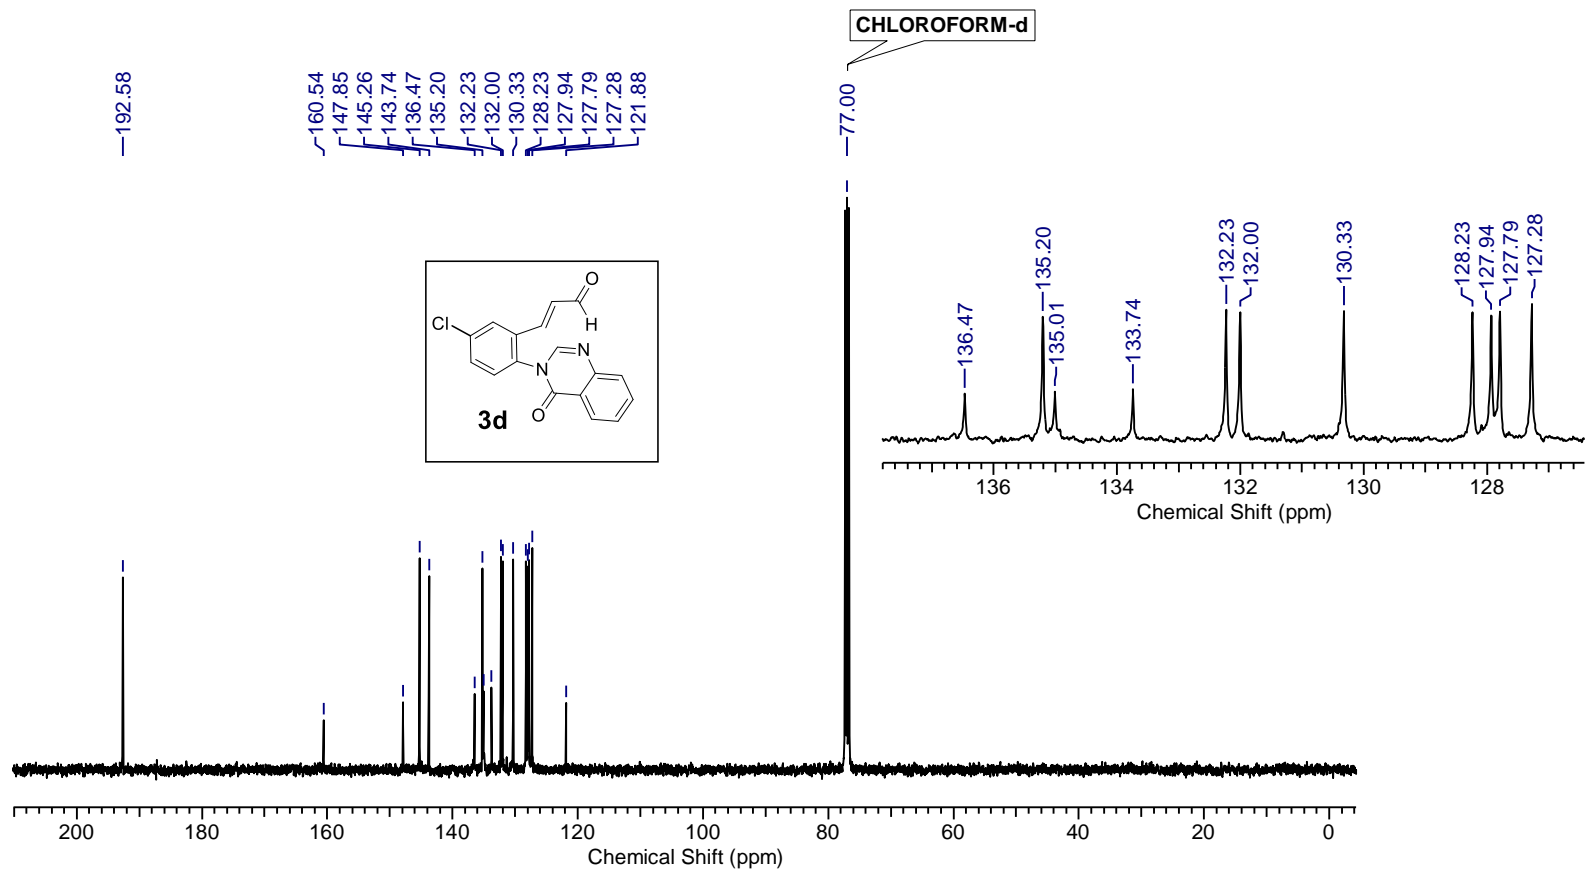 CHLOROFORM-d
192.58
160.54
147.85
145.26
143.74
136.47
135.20
132.23
132.00
130.33
128.23
127.94
127.79
127.28
121.88
77.00
136.47
135.20
135.01
133.74
132.23
132.00
130.33
128.23
127.94
127.79
127.28
136 134 132 130 128
Chemical Shift (ppm)
O
Cl
H
N
N
O
3d
200 180 160 140 120 100 80 60 40 20 0
Chemical Shift (ppm)